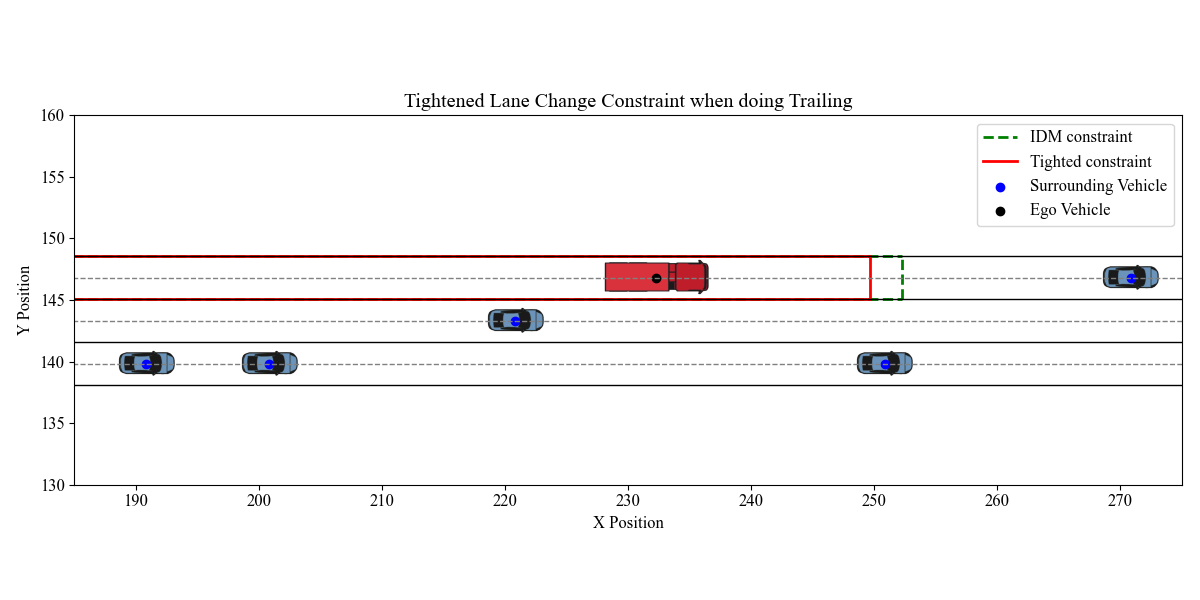 Tightened Lane Change Constraint when doing Trailing
160
155
150
145
140
135
130
Y Position
IDM constraint
Tighted constraint
Surrounding Vehicle
Ego Vehicle
190 200 210 220 230 240 250 260 270
X Position